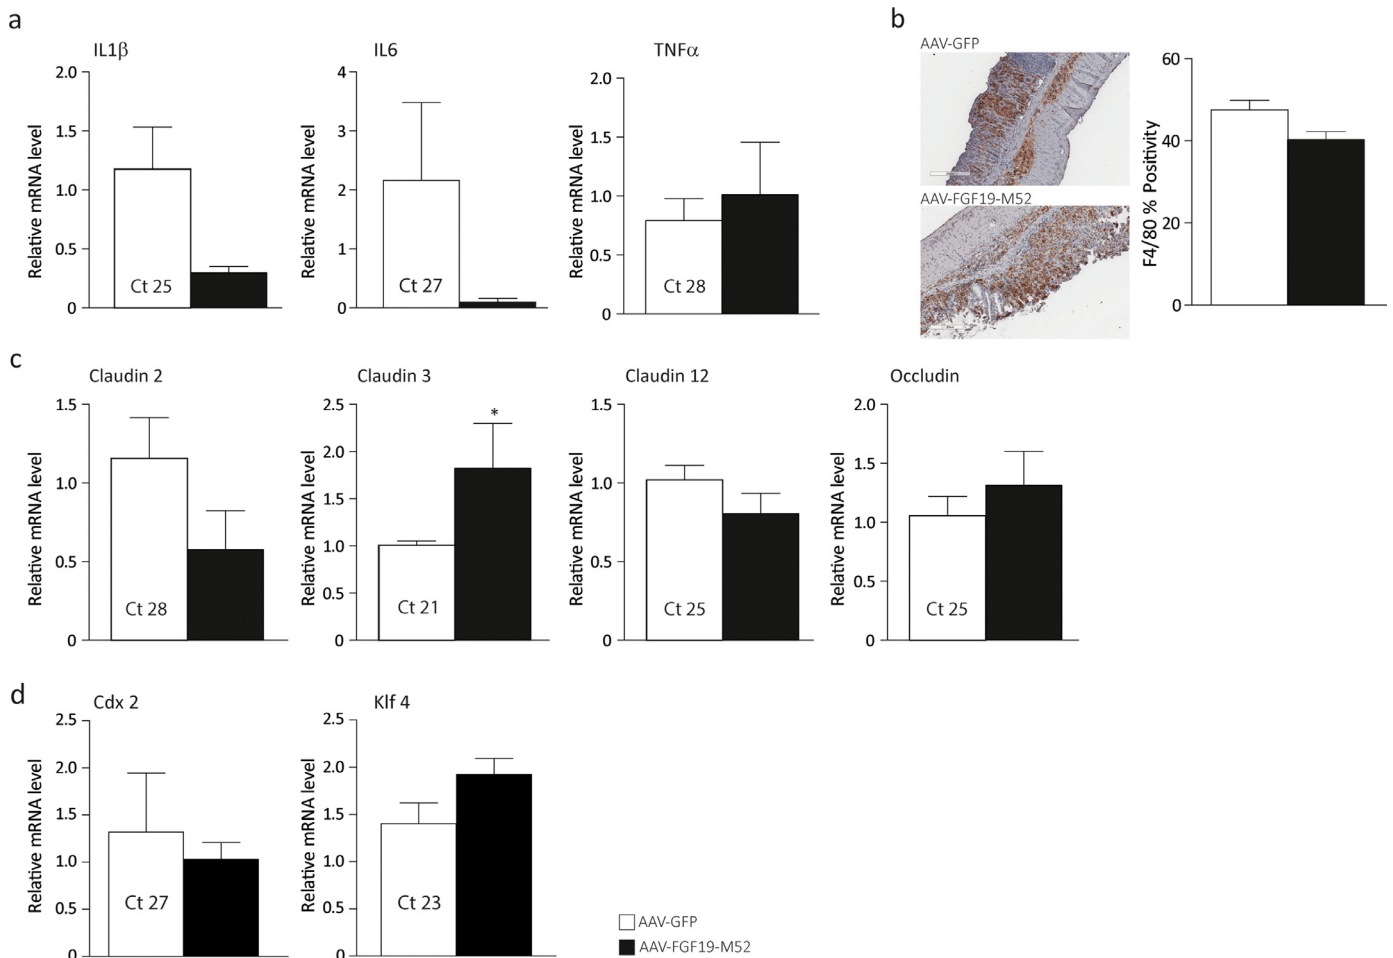 a
IL1β
Relative mRNA level
2.0
1.5
1.0
0.5
0
Ct 25
IL6
Relative mRNA level
4
3
2
1
0
Ct 27
TNFα
Relative mRNA level
2.0
1.5
1.0
0.5
0
Ct 28
b
AAV-GFP
AAV-FGF19-M52
F4/80 % Positivity
60
40
20
0
c
Claudin 2
Relative mRNA level
1.5
1.0
0.5
0
Ct 28
Claudin 3
Relative mRNA level
2.5
2.0
1.5
1.0
0.5
0
Ct 21
*
Claudin 12
Relative mRNA level
1.5
1.0
0.5
0
Ct 25
Occludin
Relative mRNA level
2.0
1.5
1.0
0.5
0
Ct 25
d
Cdx 2
Relative mRNA level
2.5
2.0
1.5
1.0
0.5
0
Ct 27
Klf 4
Relative mRNA level
2.5
2.0
1.5
1.0
0.5
0
Ct 23
AAV-GFP
AAV-FGF19-M52